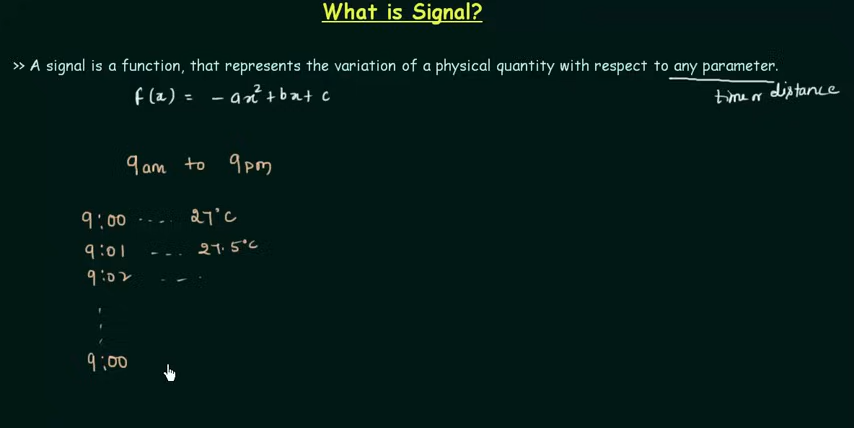 What is Signal?
>> A signal is a function, that represents the variation of a physical quantity with respect to any parameter.
f(x) = - ax² + bx + c
time or distance
9am to 9pm
9:00 .... 27°C
9:01 ... 27.5°C
9:02 ....
9:00